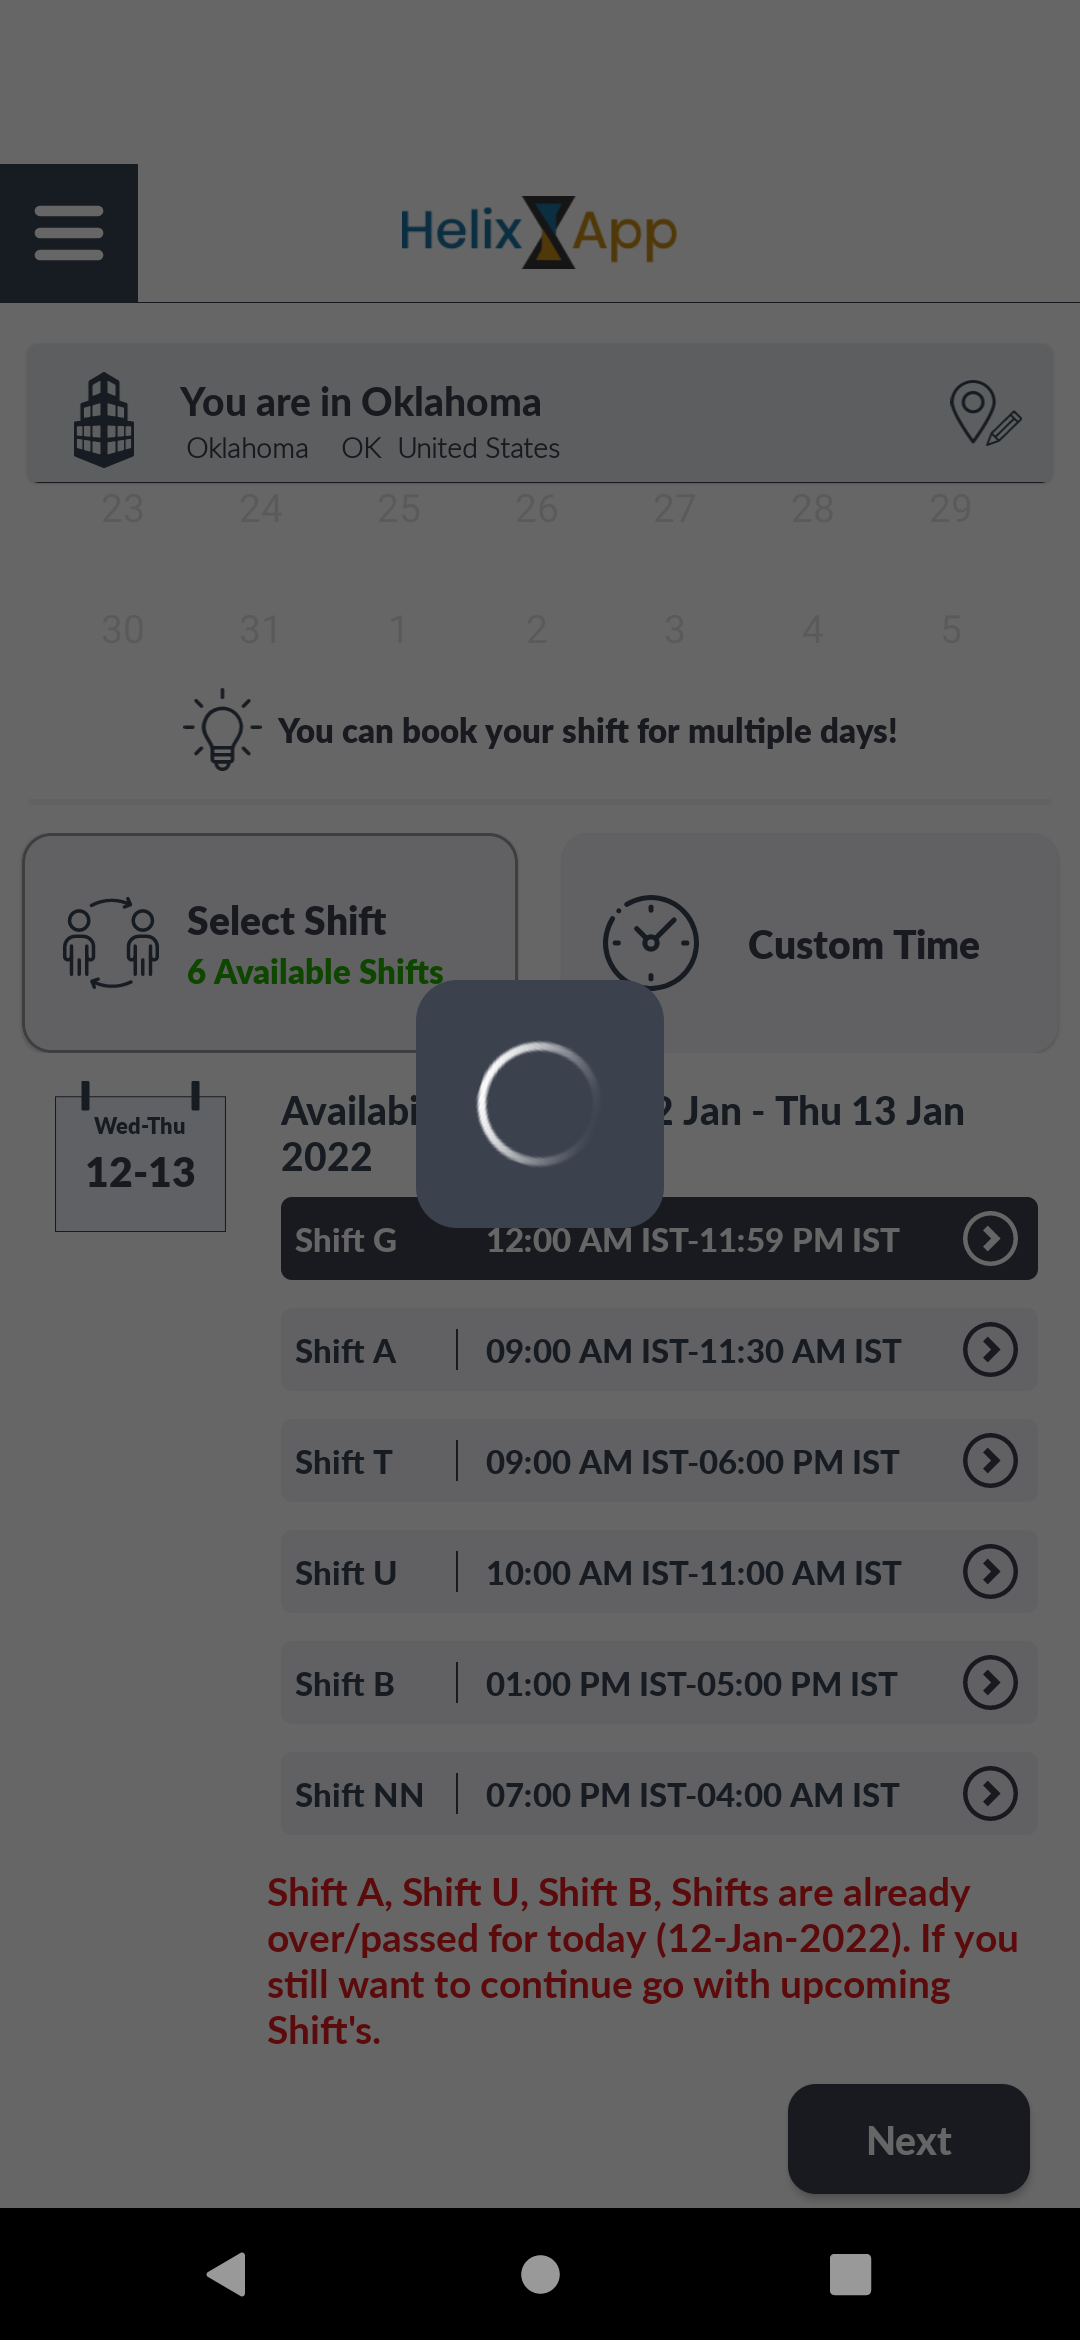 Helix App
You are in Oklahoma
Oklahoma OK United States
23 24 25 26 27 28 29
30 31 1 2 3 4 5
You can book your shift for multiple days!
Select Shift
6 Available Shifts
Custom Time
Wed-Thu
12-13
Availabi 2 Jan - Thu 13 Jan
2022
Shift G 12:00 AM IST-11:59 PM IST
Shift A 09:00 AM IST-11:30 AM IST
Shift T 09:00 AM IST-06:00 PM IST
Shift U 10:00 AM IST-11:00 AM IST
Shift B 01:00 PM IST-05:00 PM IST
Shift NN 07:00 PM IST-04:00 AM IST
Shift A, Shift U, Shift B, Shifts are already
over/passed for today (12-Jan-2022). If you
still want to continue go with upcoming
Shift's.
Next